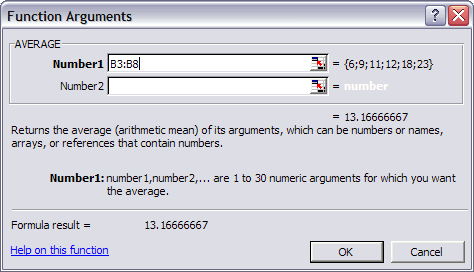 Function Arguments
AVERAGE
Number1 B3:B8 = {6;9;11;12;18;23}
Number2 = number
= 13.16666667
Returns the average (arithmetic mean) of its arguments, which can be numbers or names,
arrays, or references that contain numbers.
Number1: number1,number2,... are 1 to 30 numeric arguments for which you want
the average.
Formula result = 13.16666667
Help on this function OK Cancel